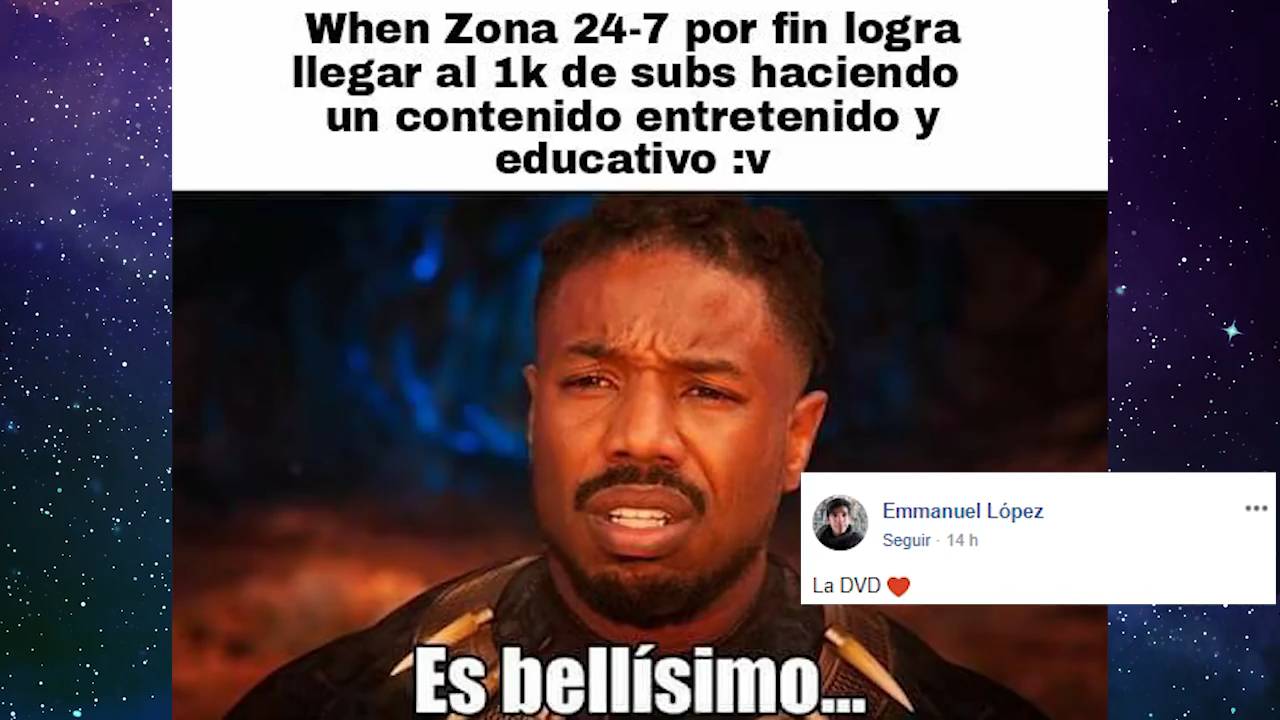 When Zona 24-7 por fin logra
llegar al 1k de subs haciendo
un contenido entretenido y
educativo :v
Emmanuel López
Seguir · 14 h
La DVD ❤️
Es bellísimo...